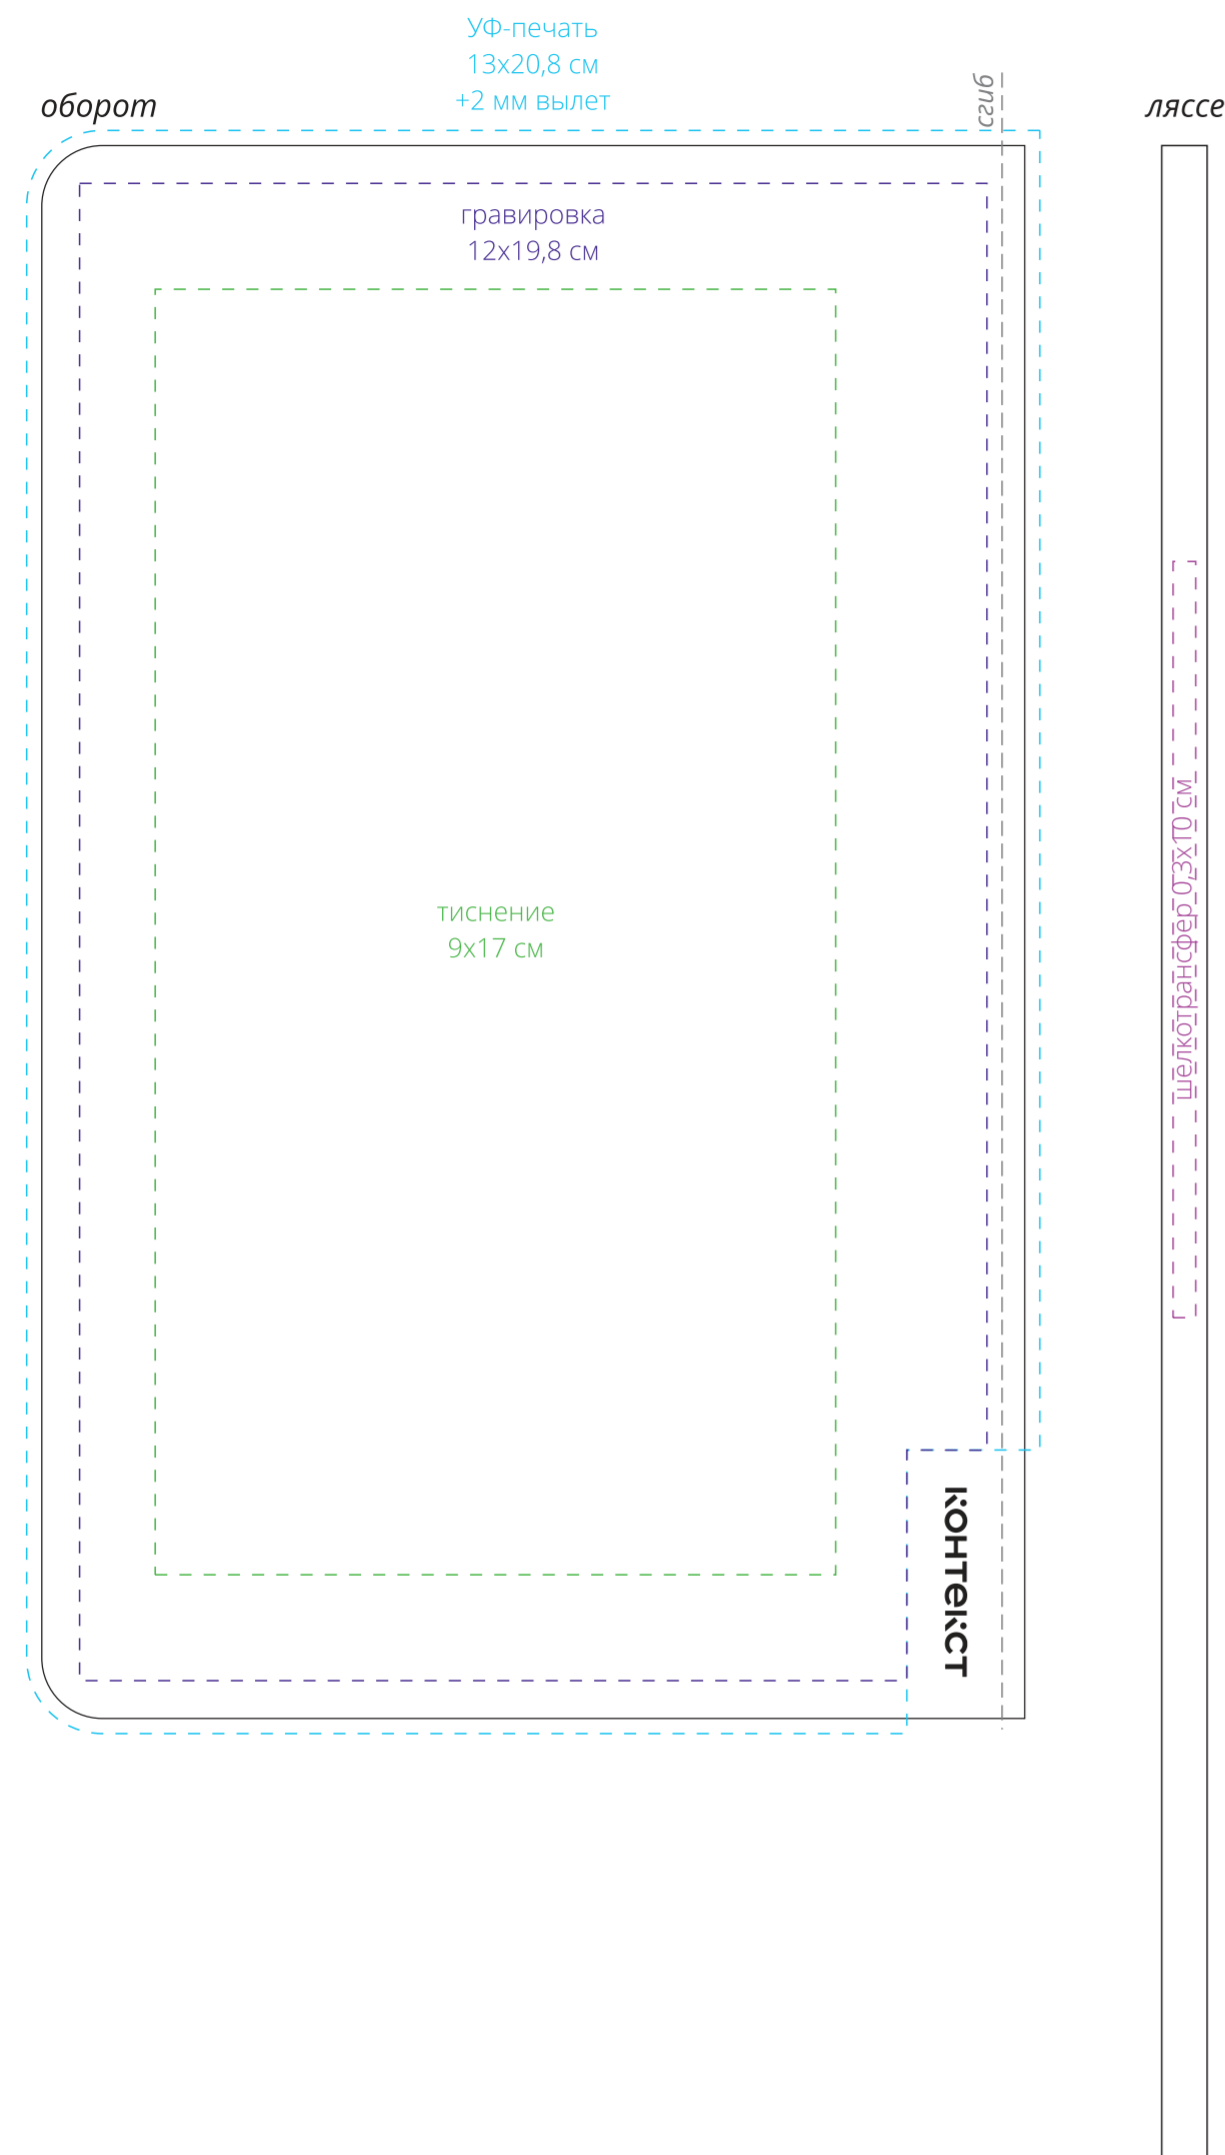 УФ-печать
13х20,8 см
+2 мм вылет
оборот
сгиб
ляссе
гравировка
12х19,8 см
тиснение
9х17 см
шелкотрансфер 0,3х10 см
контекст